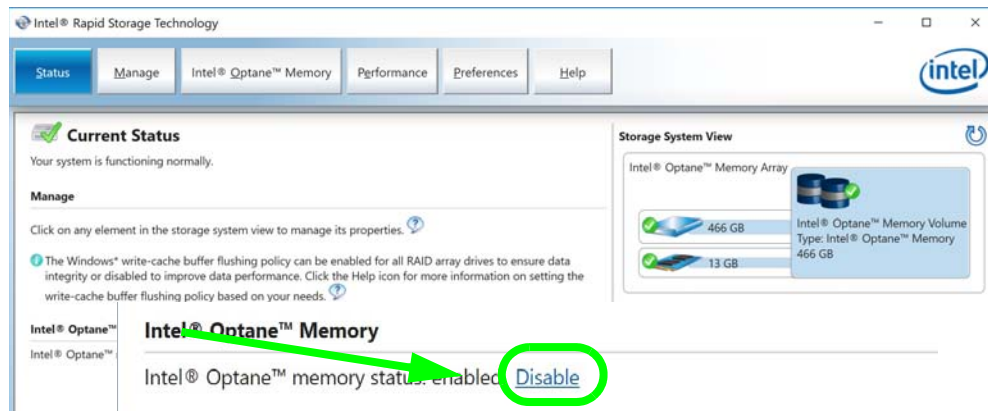 Intel® Rapid Storage Technology
Status
Manage
Intel® Optane™ Memory
Performance
Preferences
Help
intel
Current Status
Your system is functioning normally.
Manage
Click on any element in the storage system view to manage its properties.
The Windows* write-cache buffer flushing policy can be enabled for all RAID array drives to ensure data
integrity or disabled to improve data performance. Click the Help icon for more information on setting the
write-cache buffer flushing policy based on your needs.
Intel® Optane™
Intel® Optane™
Storage System View
Intel® Optane™ Memory Array
466 GB
13 GB
Intel® Optane™ Memory Volume
Type: Intel® Optane™ Memory
466 GB
Intel® Optane™ Memory
Intel® Optane™ memory status: enabled Disable